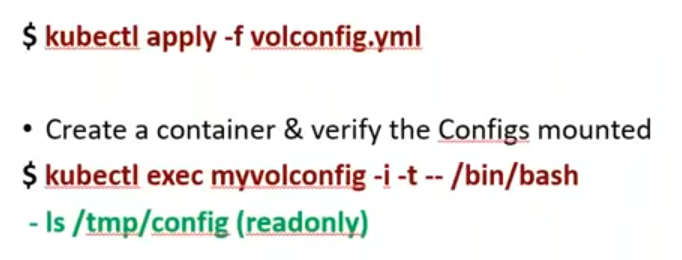 $ kubectl apply -f volconfig.yml
• Create a container & verify the Configs mounted
$ kubectl exec myvolconfig -i -t -- /bin/bash
- ls /tmp/config (readonly)